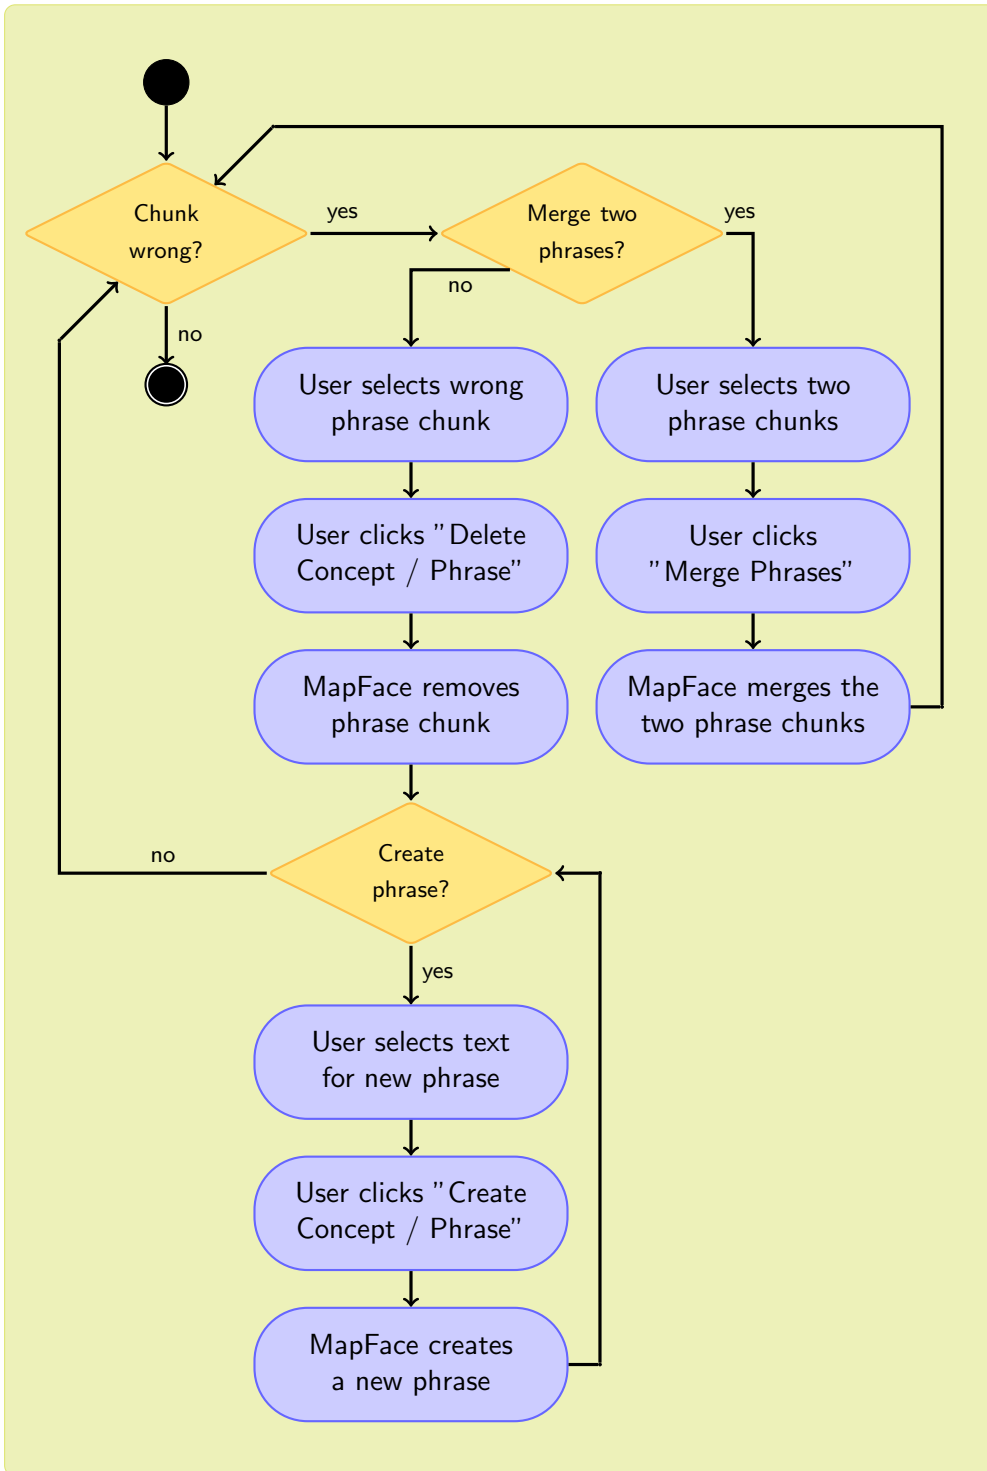 Chunk
wrong?
yes
Merge two
phrases?
yes
no
no
User selects wrong
phrase chunk
User selects two
phrase chunks
User clicks "Delete
Concept / Phrase"
User clicks
"Merge Phrases"
MapFace removes
phrase chunk
MapFace merges the
two phrase chunks
no
Create
phrase?
yes
User selects text
for new phrase
User clicks "Create
Concept / Phrase"
MapFace creates
a new phrase